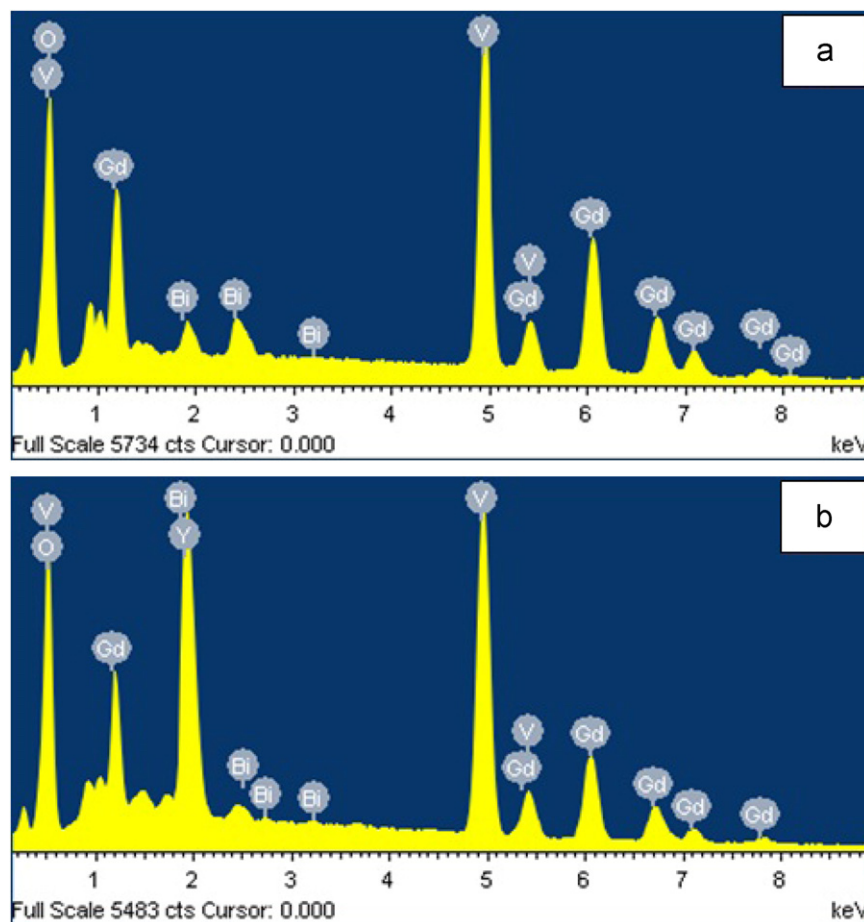 a
O
V
V
Gd
Gd
V
Bi
Bi
Gd
Gd
Bi
Gd
Gd
Gd
1 2 3 4 5 6 7 8
Full Scale 5734 cts Cursor: 0.000 keV
b
V
Bi
V
O
Y
Gd
V
Gd
Bi
Gd
Gd
Bi
Bi
Gd
Gd
1 2 3 4 5 6 7 8
Full Scale 5483 cts Cursor: 0.000 keV